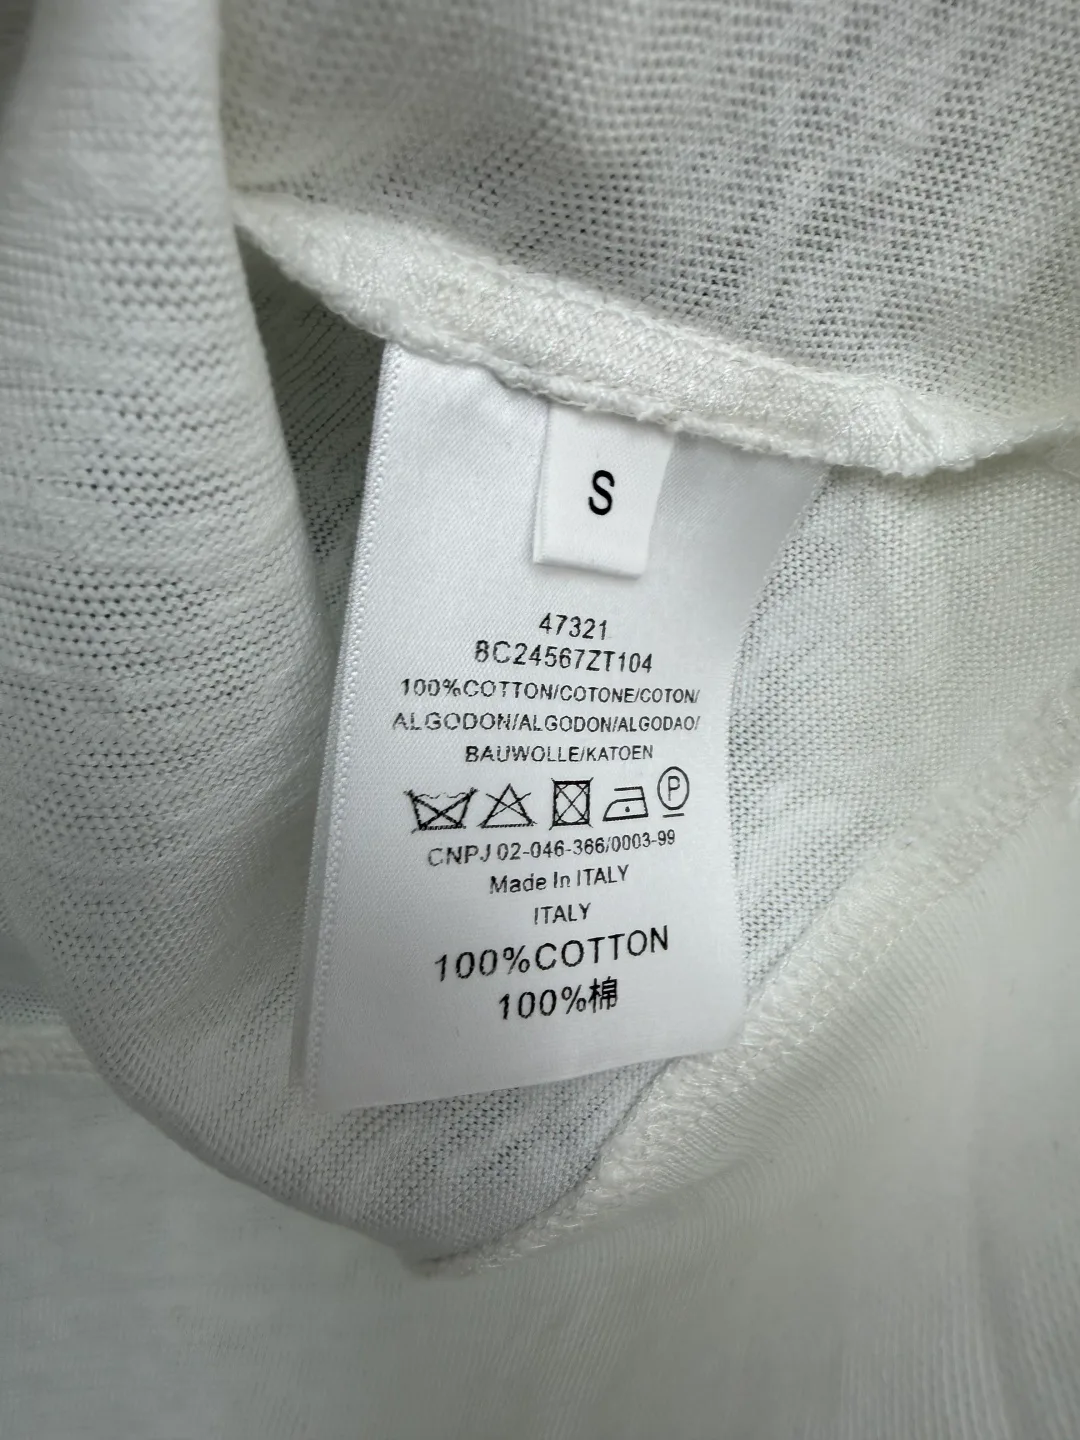 S
47321
8C24567ZT104
100%COTTON/COTONE/COTON/
ALGODON/ALGODON/ALGODAO/
BAUWOLLE/KATOEN
P
CNPJ 02-046-366/0003-99
Made In ITALY
ITALY
100%COTTON
100%棉